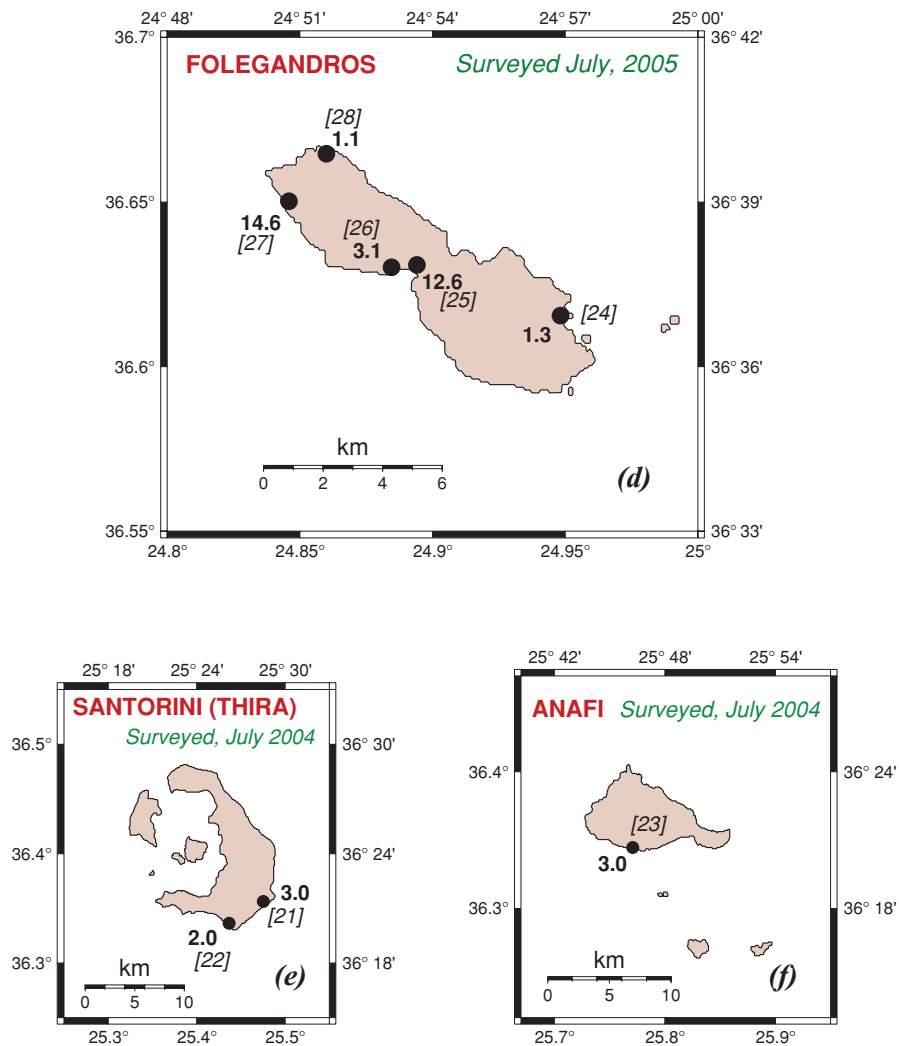 24° 48' 24° 51' 24° 54' 24° 57' 25° 00'
36.7° 36° 42'
FOLEGANDROS Surveyed July, 2005
[28]
1.1
36.65° 36° 39'
14.6 [26]
[27] 3.1
12.6
[25] [24]
1.3
36.6° 36° 36'
km
0 2 4 6 (d)
36.55° 36° 33'
24.8° 24.85° 24.9° 24.95° 25°
25° 18' 25° 24' 25° 30'
SANTORINI (THIRA)
Surveyed, July 2004
36.5° 36° 30'
36.4° 36° 24'
3.0
[21]
2.0
[22]
km
0 5 10 (e)
36.3° 36° 18'
25.3° 25.4° 25.5°
25° 42' 25° 48' 25° 54'
ANAFI Surveyed, July 2004
36.4° 36° 24'
[23]
3.0
36.3° 36° 18'
km
0 5 10 (f)
25.7° 25.8° 25.9°